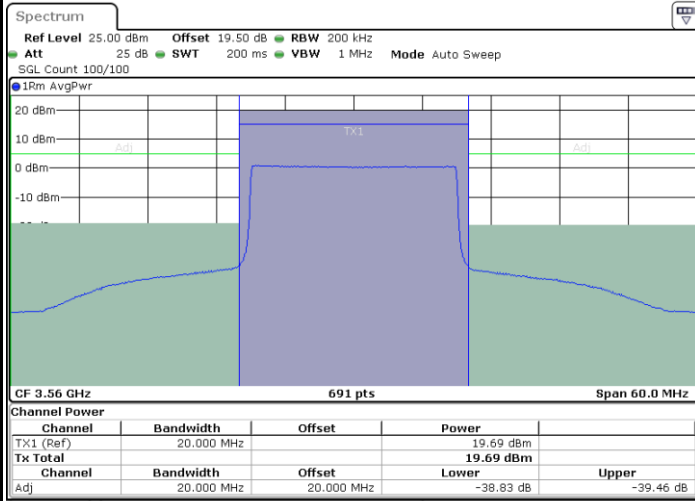 Spectrum
Ref Level 25.00 dBm Offset 19.50 dB RBW 200 kHz
Att 25 dB SWT 200 ms VBW 1 MHz Mode Auto Sweep
SGL Count 100/100
1Rm AvgPwr
20 dBm
TX1
10 dBm
Adj Adj
0 dBm
-10 dBm
CF 3.56 GHz 691 pts Span 60.0 MHz
Channel Power
Channel Bandwidth Offset Power
TX1 (Ref) 20.000 MHz 19.69 dBm
Tx Total 19.69 dBm
Channel Bandwidth Offset Lower Upper
Adj 20.000 MHz 20.000 MHz -38.83 dB -39.46 dB